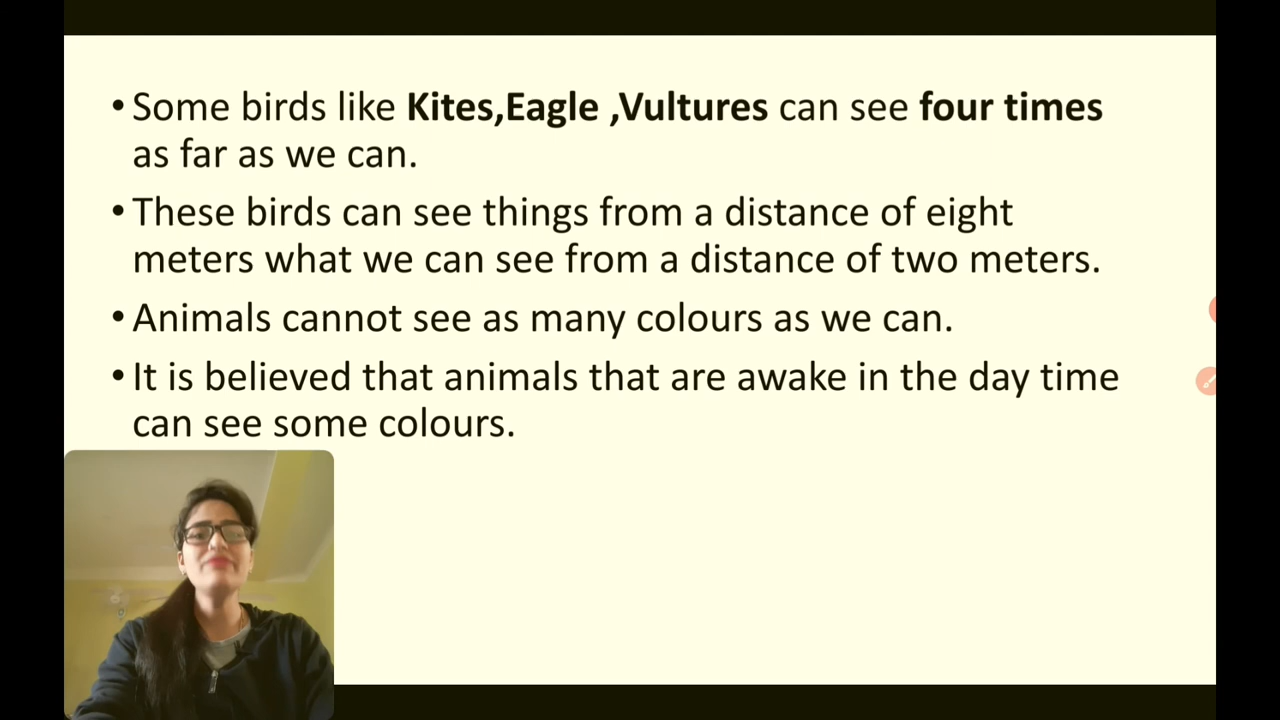 • Some birds like Kites,Eagle ,Vultures can see four times
as far as we can.
• These birds can see things from a distance of eight
meters what we can see from a distance of two meters.
• Animals cannot see as many colours as we can.
• It is believed that animals that are awake in the day time
can see some colours.